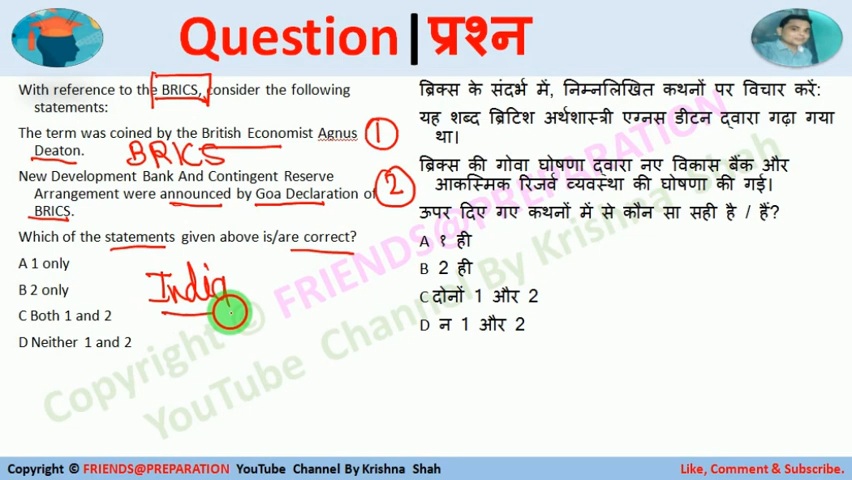 Question|प्रश्न
With reference to the BRICS, consider the following
statements:
The term was coined by the British Economist Agnus
Deaton.
1
BRICS
New Development Bank And Contingent Reserve
Arrangement were announced by Goa Declaration of
BRICS.
2
Which of the statements given above is/are correct?
A 1 only
B 2 only
C Both 1 and 2
D Neither 1 and 2
India
ब्रिक्स के संदर्भ में, निम्नलिखित कथनों पर विचार करें:
यह शब्द ब्रिटिश अर्थशास्त्री एग्नस डीटन द्वारा गढ़ा गया
था।
ब्रिक्स की गोवा घोषणा द्वारा नए विकास बैंक और
आकस्मिक रिजर्व व्यवस्था की घोषणा की गई।
ऊपर दिए गए कथनों में से कौन सा सही है / हैं?
A १ ही
B 2 ही
C दोनों 1 और 2
D न 1 और 2
Copyright © FRIENDS@PREPARATION
YouTube Channel By Krishna Shah
Copyright © FRIENDS@PREPARATION YouTube Channel By Krishna Shah
Like, Comment & Subscribe.